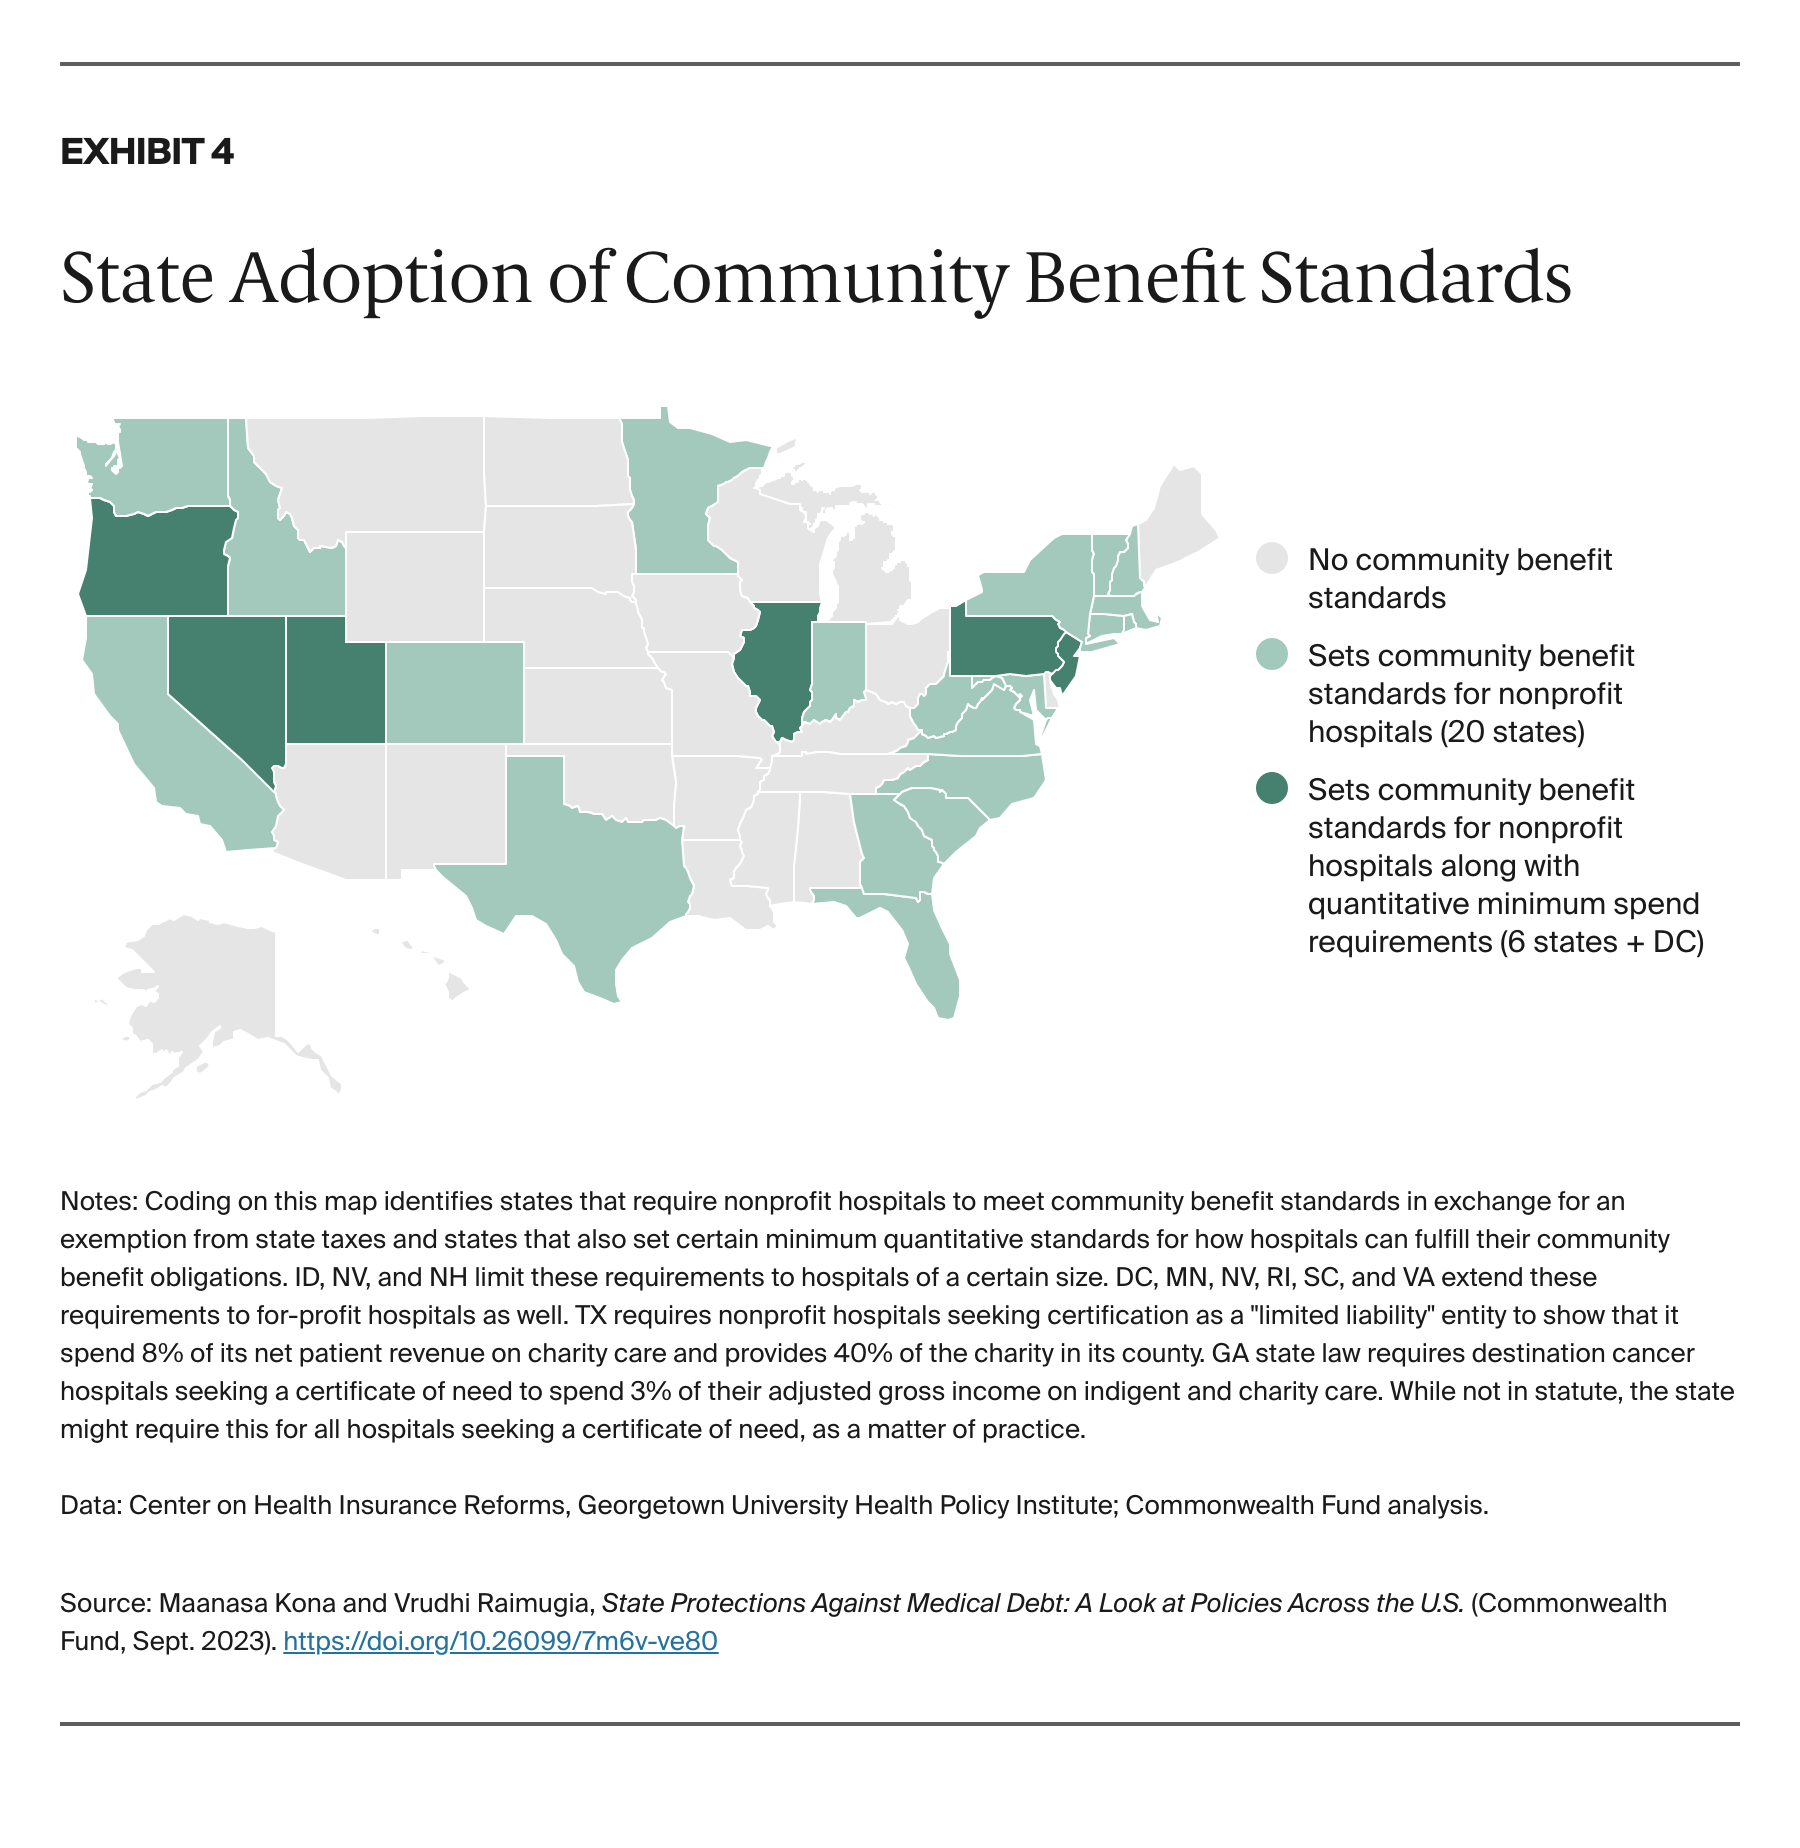 EXHIBIT 4
State Adoption of Community Benefit Standards
No community benefit
standards
Sets community benefit
standards for nonprofit
hospitals (20 states)
Sets community benefit
standards for nonprofit
hospitals along with
quantitative minimum spend
requirements (6 states + DC)
Notes: Coding on this map identifies states that require nonprofit hospitals to meet community benefit standards in exchange for an
exemption from state taxes and states that also set certain minimum quantitative standards for how hospitals can fulfill their community
benefit obligations. ID, NV, and NH limit these requirements to hospitals of a certain size. DC, MN, NV, RI, SC, and VA extend these
requirements to for-profit hospitals as well. TX requires nonprofit hospitals seeking certification as a "limited liability" entity to show that it
spend 8% of its net patient revenue on charity care and provides 40% of the charity in its county. GA state law requires destination cancer
hospitals seeking a certificate of need to spend 3% of their adjusted gross income on indigent and charity care. While not in statute, the state
might require this for all hospitals seeking a certificate of need, as a matter of practice.
Data: Center on Health Insurance Reforms, Georgetown University Health Policy Institute; Commonwealth Fund analysis.
Source: Maanasa Kona and Vrudhi Raimugia, State Protections Against Medical Debt: A Look at Policies Across the U.S. (Commonwealth
Fund, Sept. 2023). https://doi.org/10.26099/7m6v-ve80